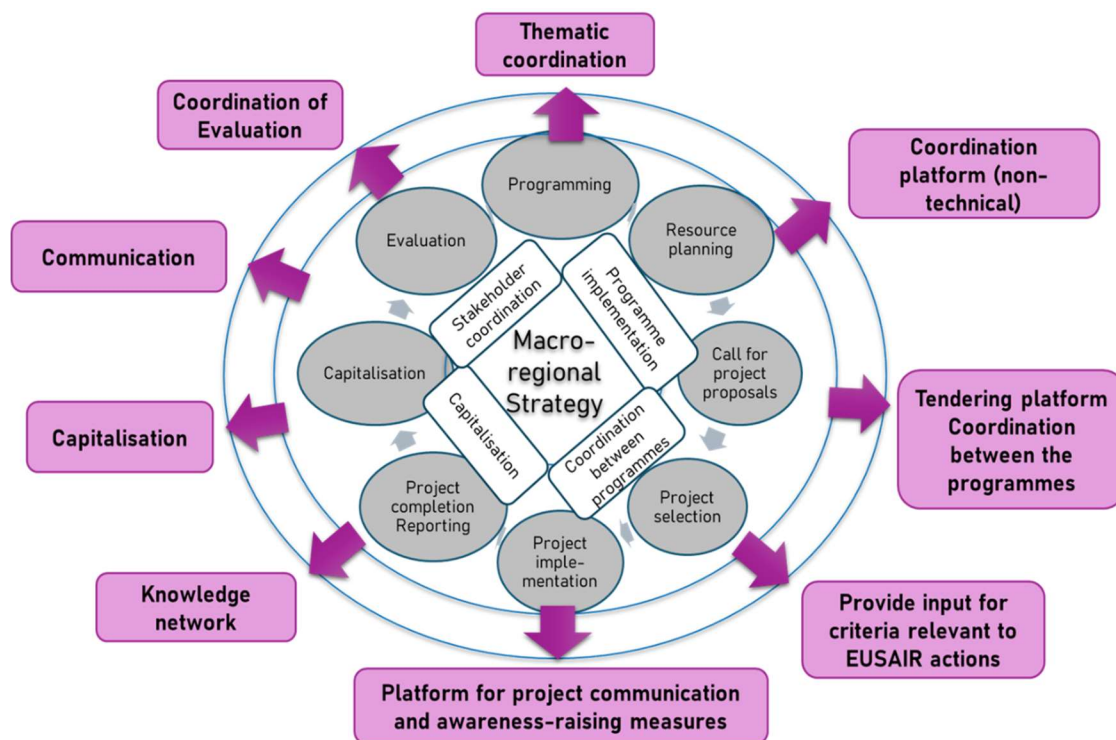 Thematic
coordination
Coordination of
Evaluation
Coordination
platform (non-
technical)
Communication
Tendering platform
Coordination
between the
programmes
Capitalisation
Knowledge
network
Provide input for
criteria relevant to
EUSAIR actions
Platform for project communication
and awareness-raising measures
Programming
Resource
planning
Call for
project
proposals
Project
selection
Project
imple-
mentation
Project
completion
Reporting
Capitalisation
Evaluation
Stakeholder
coordination
Programme
implementation
Macro-
regional
Strategy
Capitalisation
Coordination
between
programmes